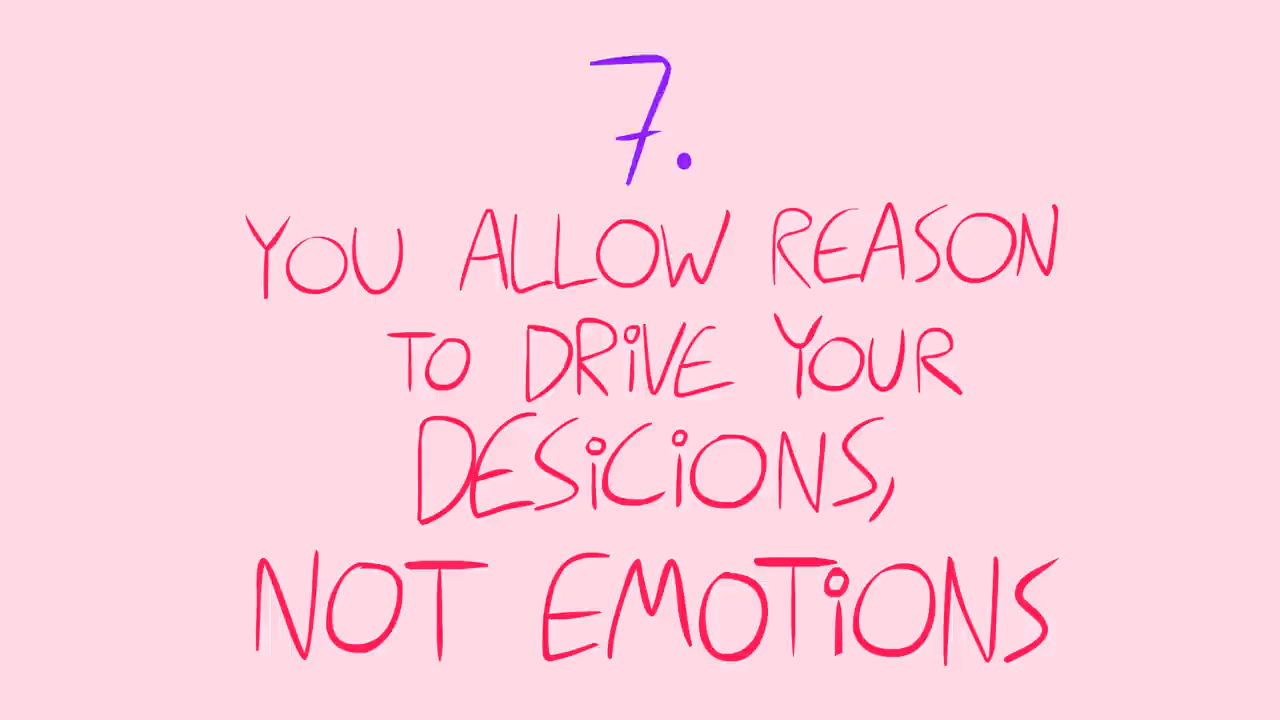 7.
YOU ALLOW REASON
TO DRIVE YOUR
DESICIONS,
NOT EMOTIONS